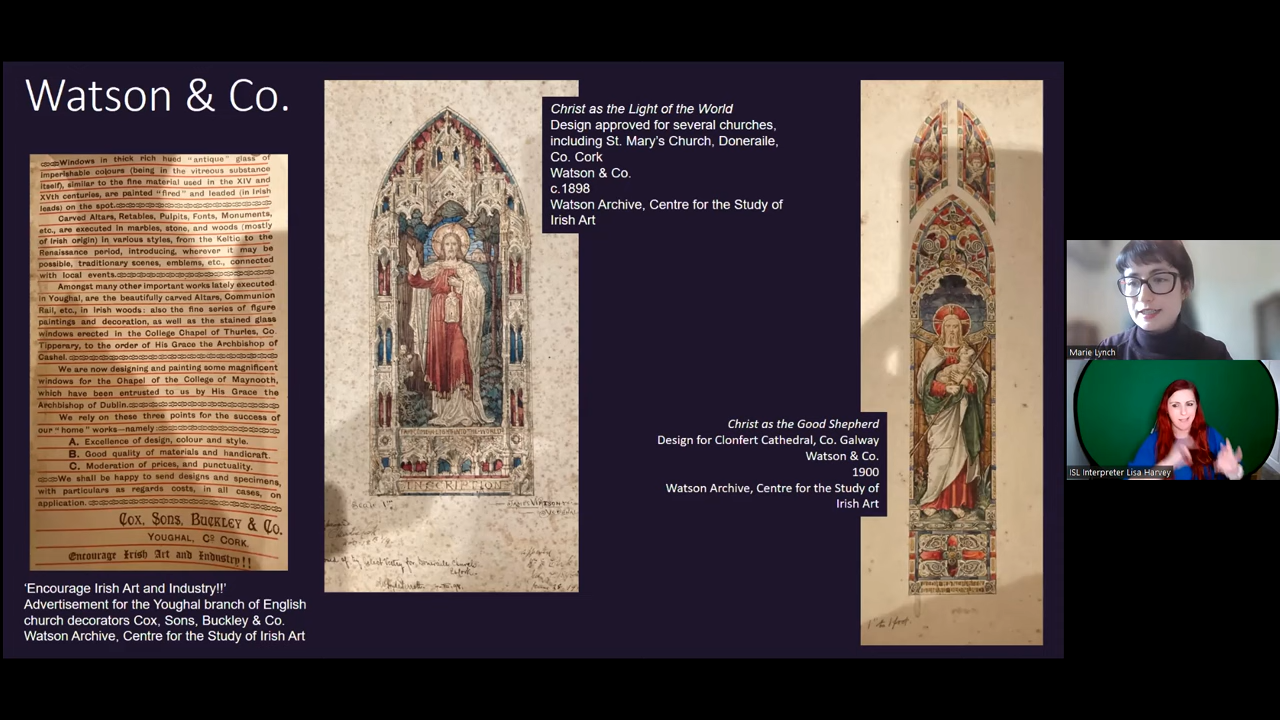 Watson & Co.
Windows in thick rich hued "antique" glass of
imperishable colours (being in the vitreous substance
itself), similar to the fine material used in the XIV and
XVth centuries, are painted "fired" and leaded (in Irish
leads) on the spot.
Carved Altars, Retables, Pulpits, Fonts, Monuments,
etc., are executed in marbles, stone, and woods (mostly
of Irish origin) in various styles, from the Keltic to the
Renaissance period, introducing, wherever it may be
possible, traditionary scenes, emblems, etc., connected
with local events.
Amongst many other important works lately executed
in Youghal, are the beautifully carved Altars, Communion
Rail, etc., in Irish woods: also the fine series of figure
paintings and decoration, as well as the stained glass
windows erected in the College Chapel of Thurles, Co.
Tipperary, to the order of His Grace the Archbishop of
Cashel.
We are now designing and painting some magnificent
windows for the Chapel of the College of Maynooth,
which have been entrusted to us by His Grace the
Archbishop of Dublin.
We rely on these three points for the success of
our "home" works—namely:
A. Excellence of design, colour and style.
B. Good quality of materials and handicraft.
C. Moderation of prices, and punctuality.
We shall be happy to send designs and specimens,
with particulars as regards costs, in all cases, on
application.
Cox, Sons, Buckley & Co.
Youghal, Co. Cork.
Encourage Irish Art and Industry!!
'Encourage Irish Art and Industry!!'
Advertisement for the Youghal branch of English
church decorators Cox, Sons, Buckley & Co.
Watson Archive, Centre for the Study of Irish Art
INSCRIPTION
Christ as the Light of the World
Design approved for several churches,
including St. Mary's Church, Doneraile,
Co. Cork
Watson & Co.
c.1898
Watson Archive, Centre for the Study of
Irish Art
Christ as the Good Shepherd
Design for Clonfert Cathedral, Co. Galway
Watson & Co.
1900
Watson Archive, Centre for the Study of
Irish Art
Marie Lynch
ISL Interpreter Lisa Harvey